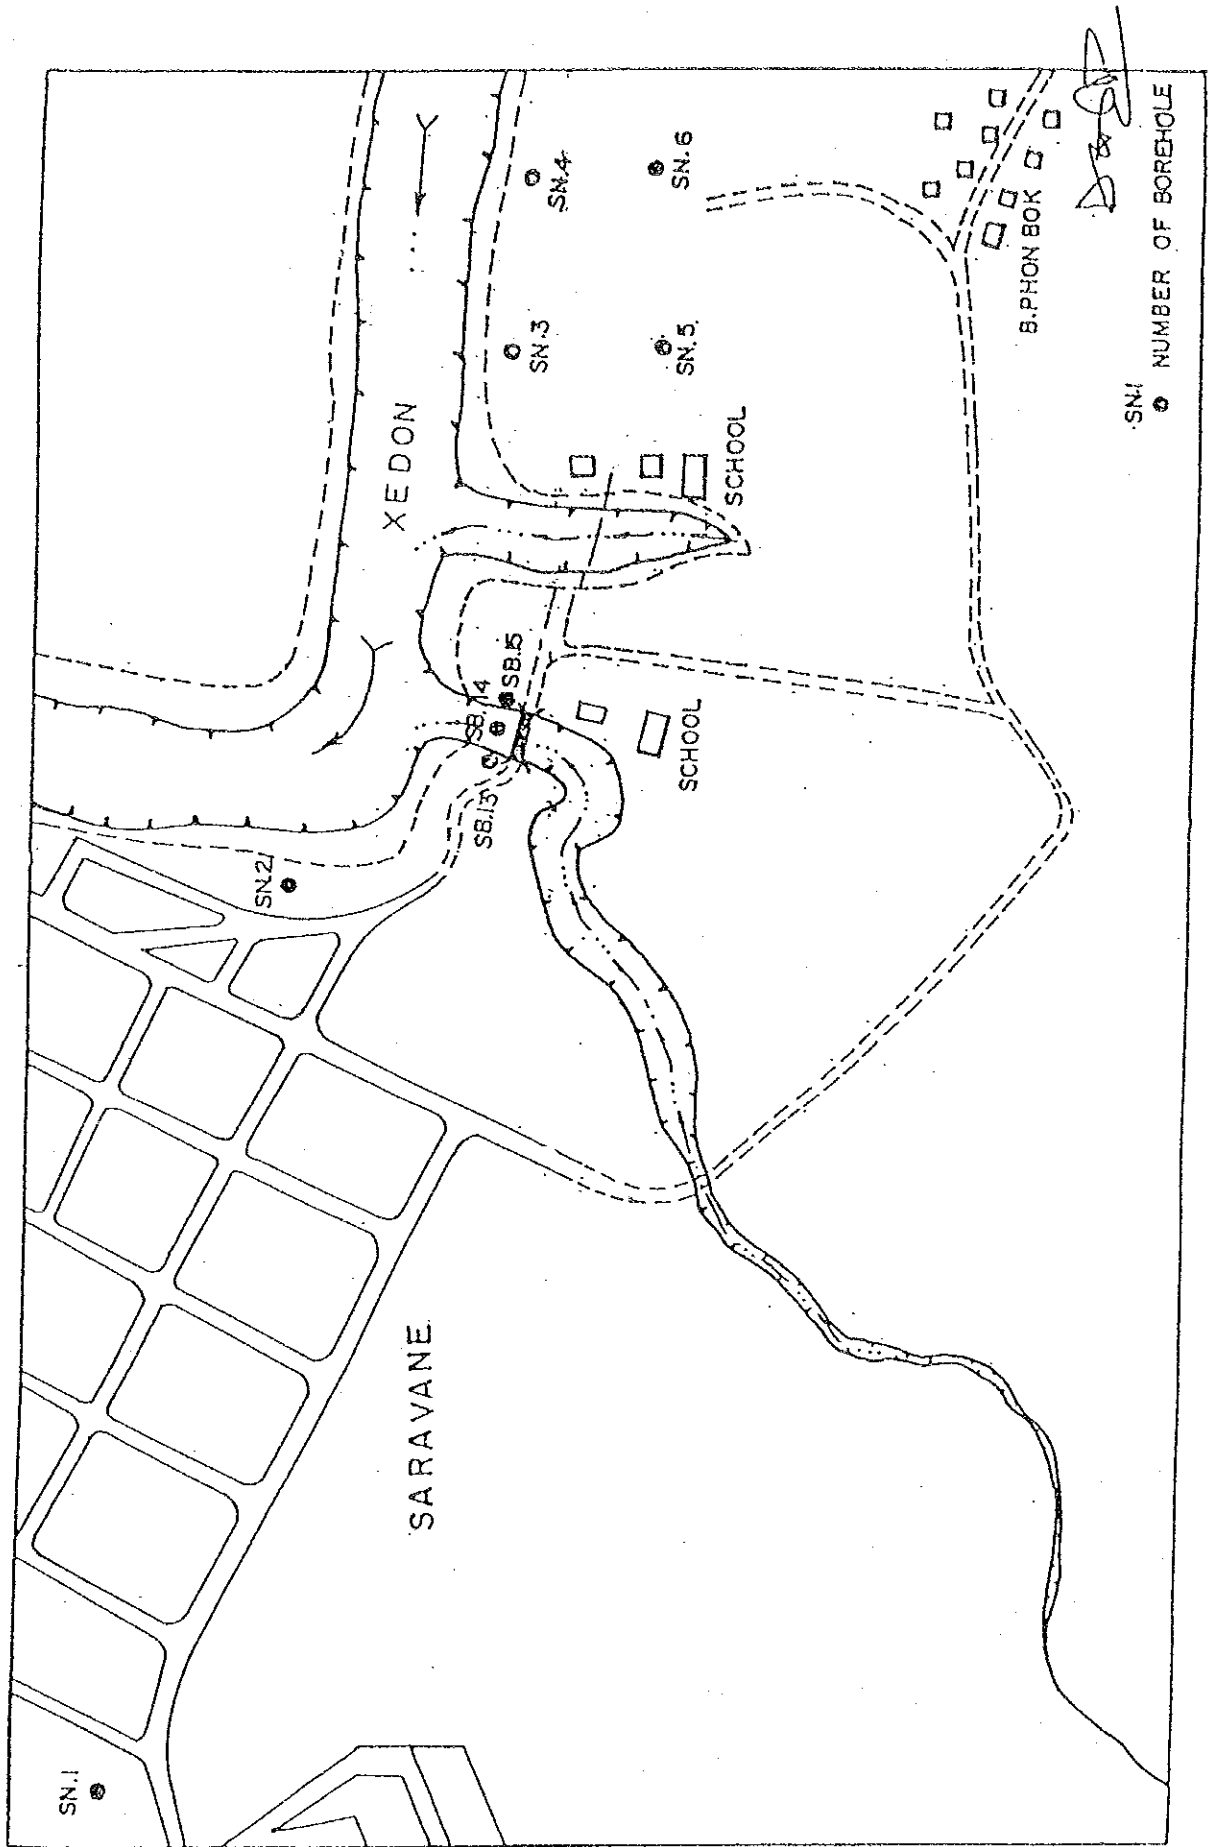 SN.1
SN.2
SARAVANE
XEDON
SB.13
SB.14
SB.15
SCHOOL
SCHOOL
SN.3
SN.4
SN.5
SN.6
B.PHON BOK
SN.1
NUMBER OF BOREHOLE